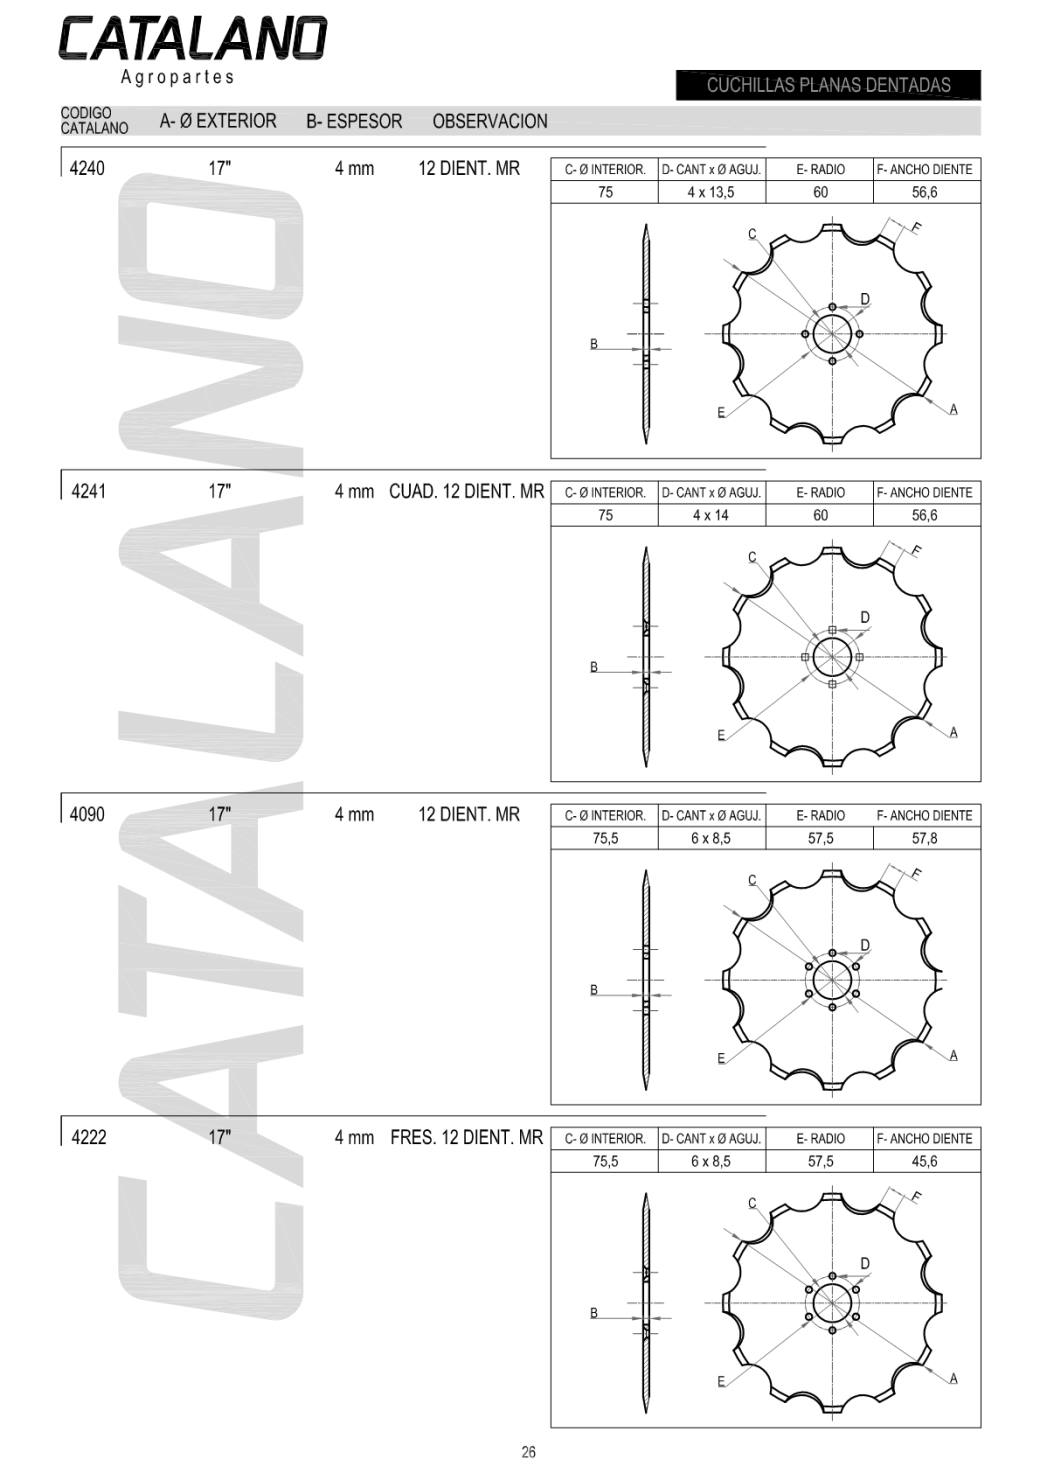 CATALANO
Agropartes
CUCHILLAS PLANAS DENTADAS
CODIGO
CATALANO A- Ø EXTERIOR B- ESPESOR OBSERVACION
4240 17" 4 mm 12 DIENT. MR
C- Ø INTERIOR. D- CANT x Ø AGUJ. E- RADIO F- ANCHO DIENTE
75 4 x 13,5 60 56,6
C F
D
B
E A
4241 17" 4 mm CUAD. 12 DIENT. MR
C- Ø INTERIOR. D- CANT x Ø AGUJ. E- RADIO F- ANCHO DIENTE
75 4 x 14 60 56,6
C F
D
B
E A
4090 17" 4 mm 12 DIENT. MR
C- Ø INTERIOR. D- CANT x Ø AGUJ. E- RADIO F- ANCHO DIENTE
75,5 6 x 8,5 57,5 57,8
C F
D
B
E A
4222 17" 4 mm FRES. 12 DIENT. MR
C- Ø INTERIOR. D- CANT x Ø AGUJ. E- RADIO F- ANCHO DIENTE
75,5 6 x 8,5 57,5 45,6
C F
D
B
E A
CATALANO
26